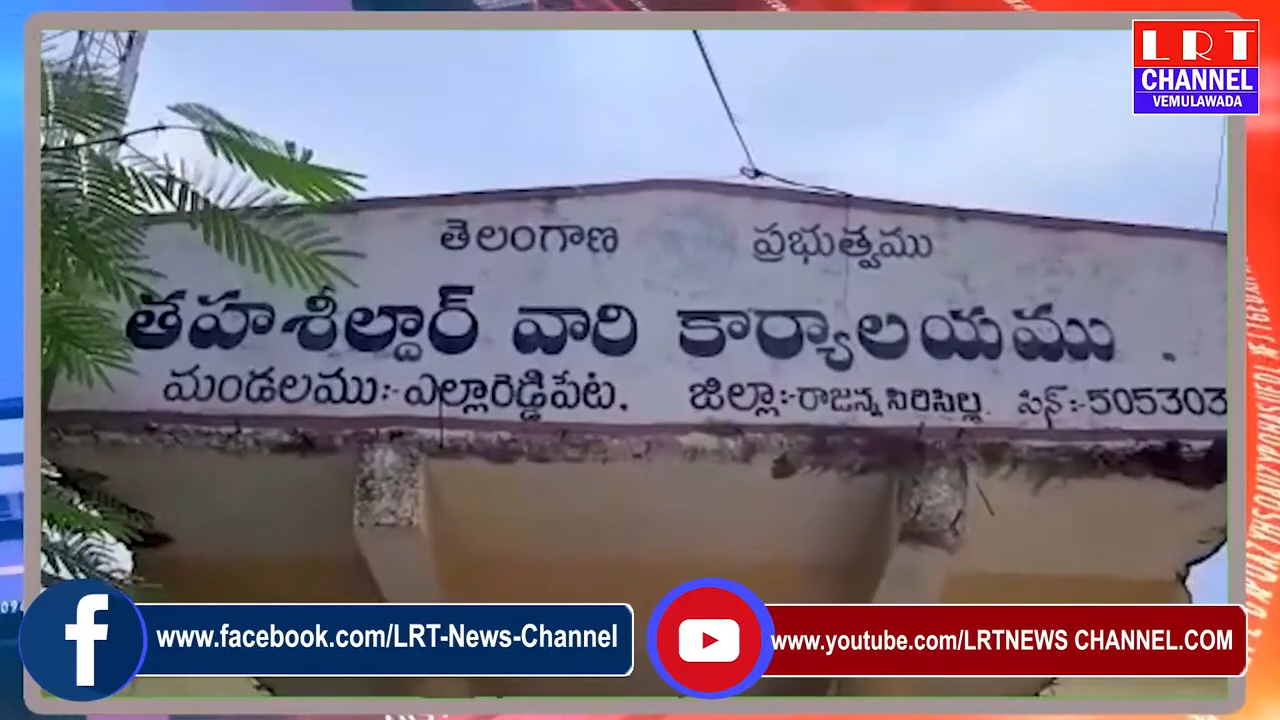 LRT
CHANNEL
VEMULAWADA
తెలంగాణ ప్రభుత్వము
తహశీల్దార్ వారి కార్యాలయము .
మండలము:-ఎల్లారెడ్డిపేట. జిల్లా:-రాజన్న సిరిసిల్ల. పిన్:-505303
www.facebook.com/LRT-News-Channel
www.youtube.com/LRTNEWS CHANNEL.COM